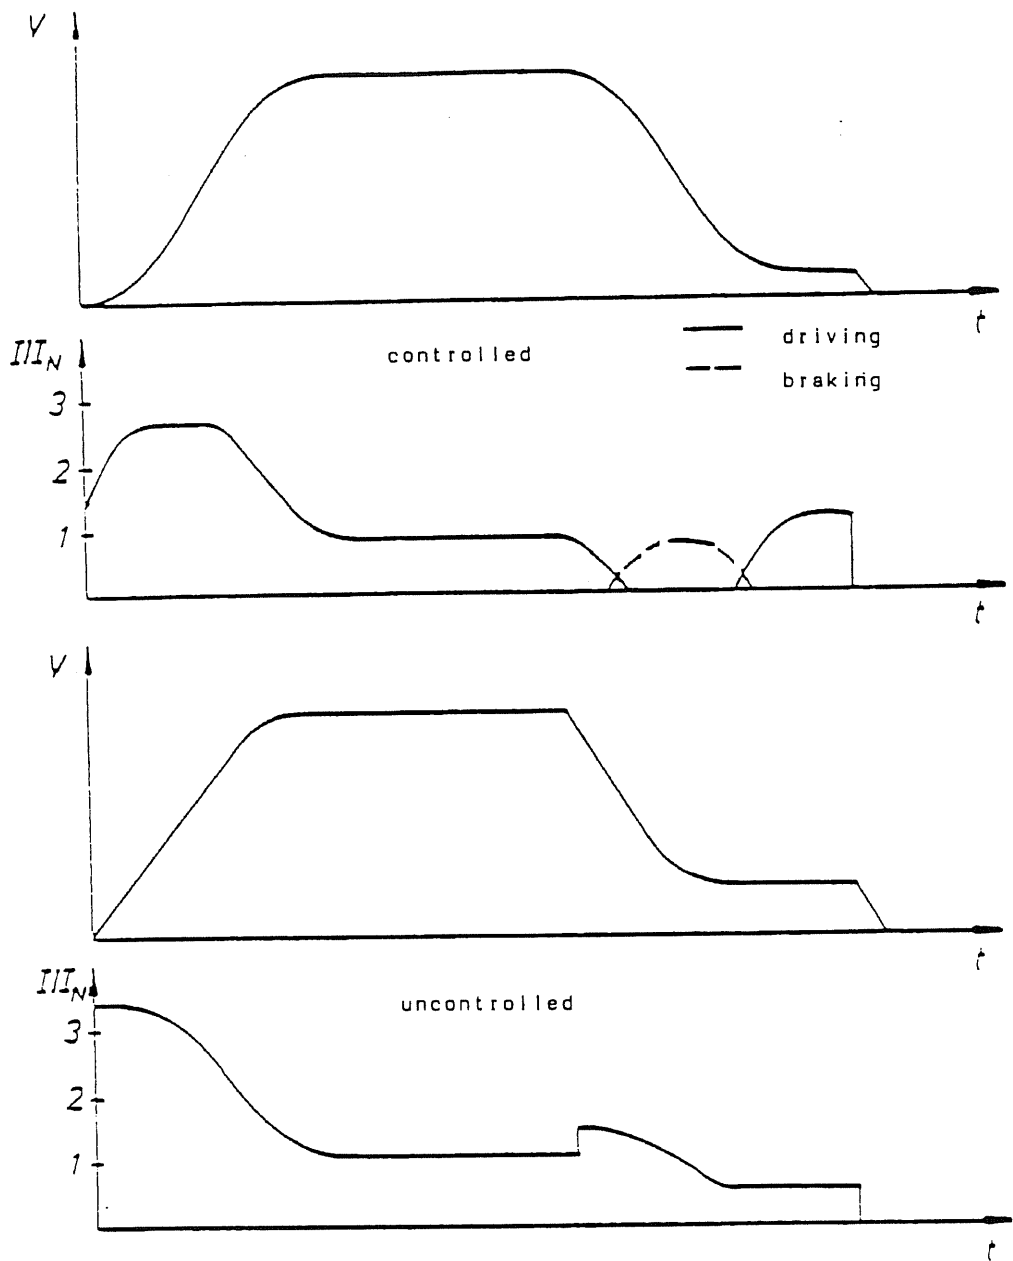 V
t
I/I_N
controlled
driving
braking
3
2
1
t
V
t
I/I_N
uncontrolled
3
2
1
t